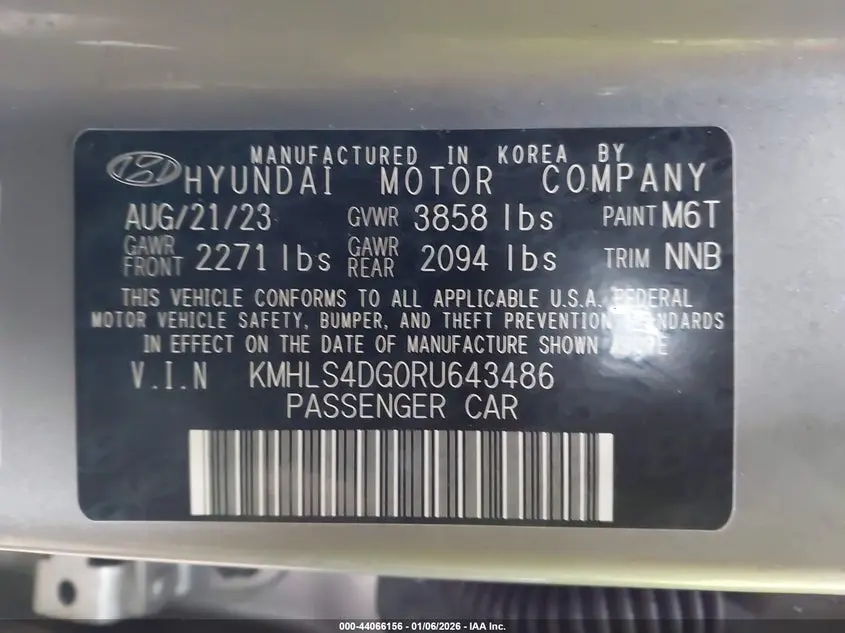 MANUFACTURED IN KOREA BY
HYUNDAI MOTOR COMPANY
AUG/21/23 GVWR 3858 lbs PAINT M6T
GAWR FRONT 2271 lbs GAWR REAR 2094 lbs TRIM NNB
THIS VEHICLE CONFORMS TO ALL APPLICABLE U.S.A. FEDERAL
MOTOR VEHICLE SAFETY, BUMPER, AND THEFT PREVENTION STANDARDS
IN EFFECT ON THE DATE OF MANUFACTURE SHOWN ABOVE
V.I.N KMHLS4DG0RU643486
PASSENGER CAR
000-44066156 - 01/06/2026 - IAA Inc.